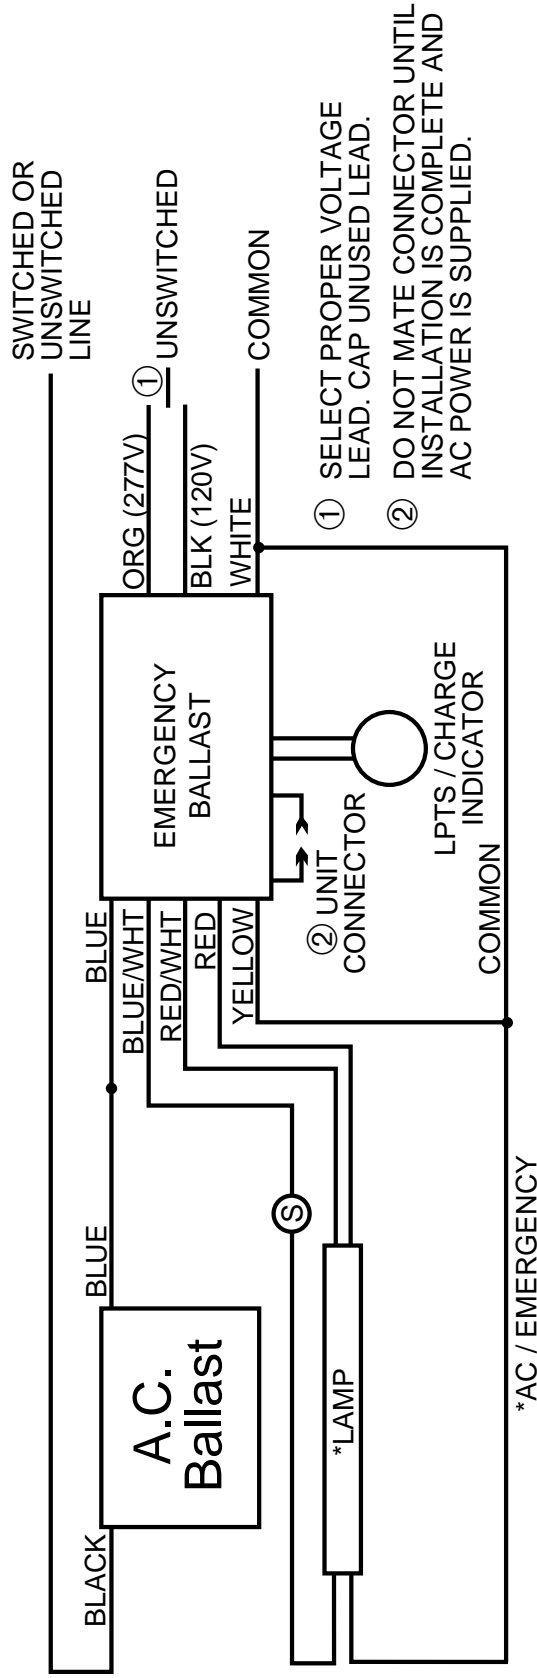 SWITCHED OR
UNSWITCHED
LINE
BLACK
BLUE
BLUE
A.C.
Ballast
BLUE/WHT
RED/WHT
RED
YELLOW
EMERGENCY
BALLAST
ORG (277V)
①
UNSWITCHED
BLK (120V)
WHITE
COMMON
S
② UNIT
CONNECTOR
LPTS / CHARGE
INDICATOR
*LAMP
COMMON
*AC / EMERGENCY
① SELECT PROPER VOLTAGE
LEAD. CAP UNUSED LEAD.
② DO NOT MATE CONNECTOR UNTIL
INSTALLATION IS COMPLETE AND
AC POWER IS SUPPLIED.